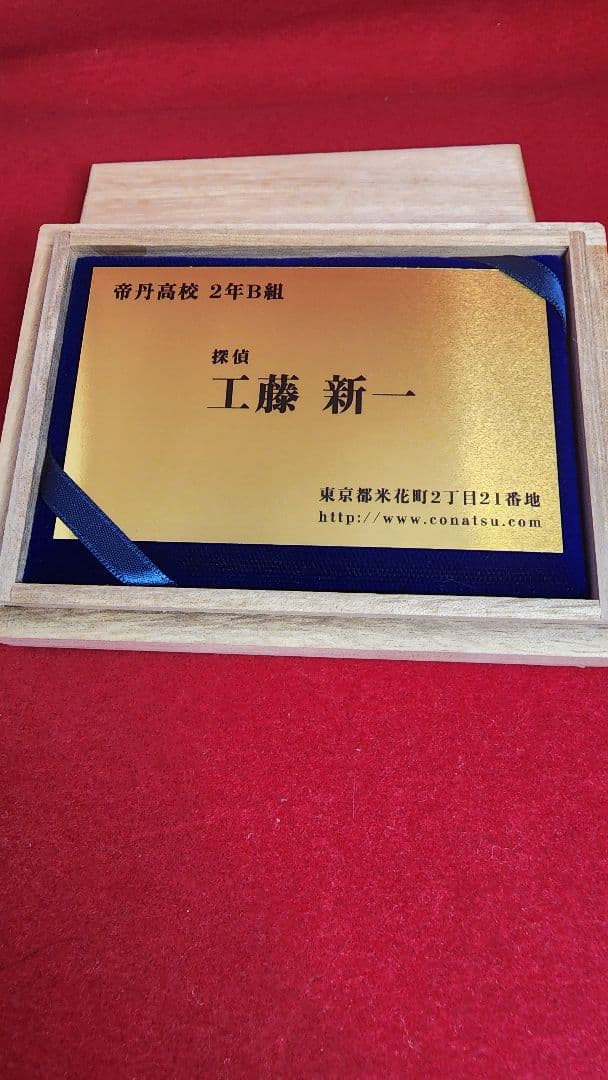 帝丹高校 2年B組
探偵
工藤 新一
東京都米花町2丁目21番地
http://www.conatsu.com